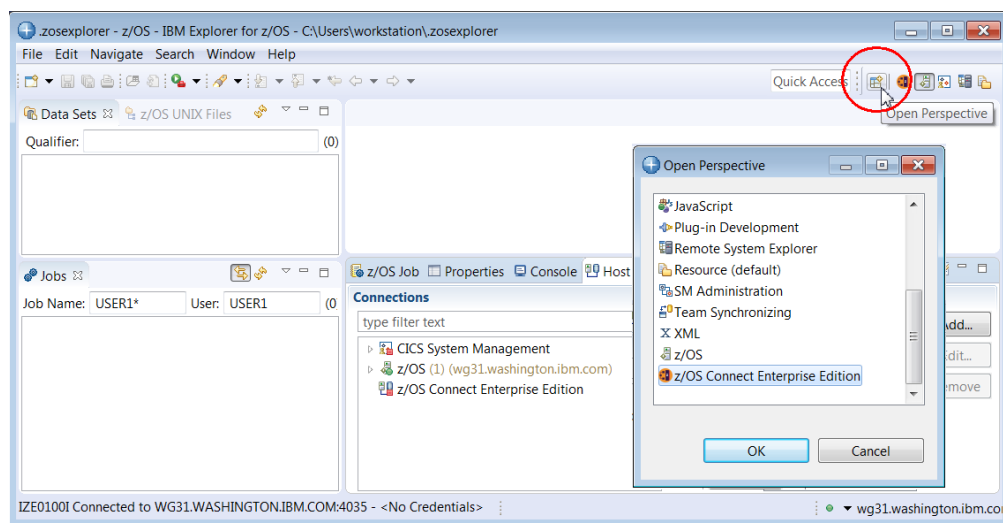 .zosexplorer - z/OS - IBM Explorer for z/OS - C:\Users\workstation\.zosexplorer
File Edit Navigate Search Window Help
Quick Access
Open Perspective
Data Sets z/OS UNIX Files
Qualifier: (0)
Open Perspective
JavaScript
Plug-in Development
Remote System Explorer
Resource (default)
SM Administration
Team Synchronizing
XML
z/OS
z/OS Connect Enterprise Edition
OK Cancel
Jobs
Job Name: USER1* User: USER1 (0
z/OS Job Properties Console Host
Connections
type filter text
CICS System Management
z/OS (1) (wg31.washington.ibm.com)
z/OS Connect Enterprise Edition
Add...
Edit...
IZE0100I Connected to WG31.WASHINGTON.IBM.COM:4035 - <No Credentials>
wg31.washington.ibm.co